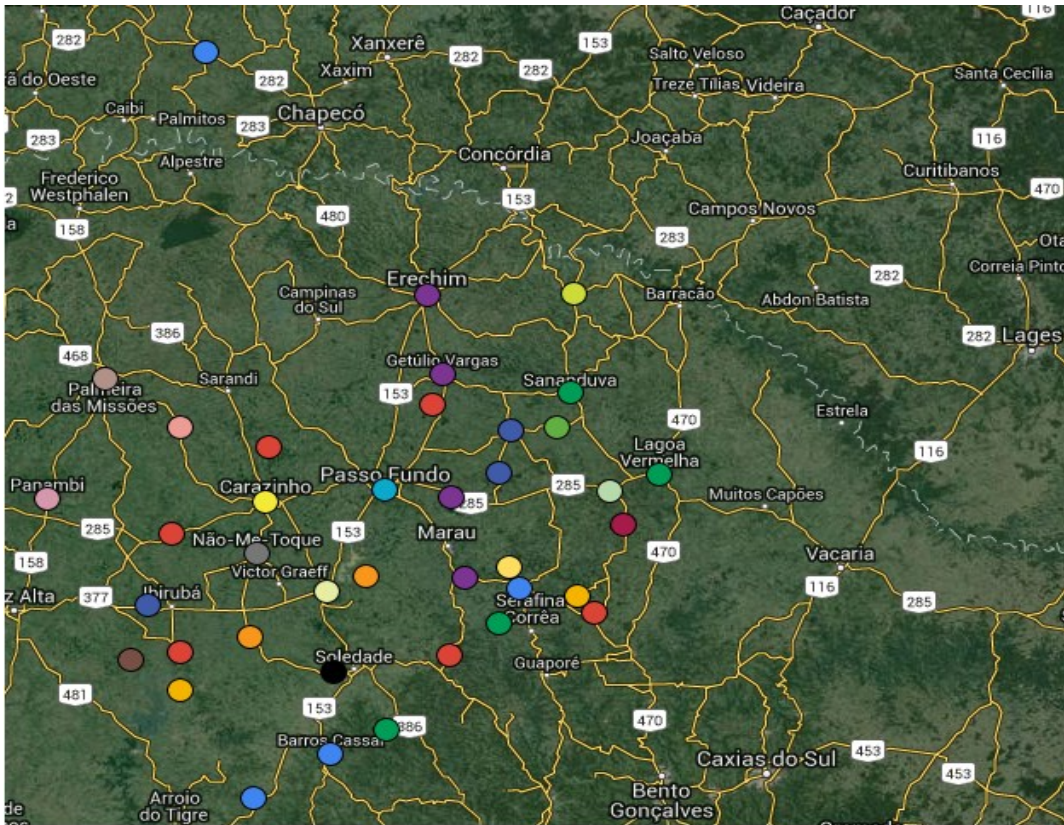 116
Caçador
282
Xanxerê
153
Salto Veloso
282
282
Xaxim
282
Treze Tílias
Videira
Santa Cecília
ã do Oeste
Caibi
Palmitos
Chapecó
283
283
Joaçaba
116
Alpestre
Concórdia
Curitibanos
Frederico
Westphalen
153
470
480
Campos Novos
158
283
Ota
Correia Pinto
Erechim
282
Campinas
do Sul
Barracão
Abdon Batista
386
282
Lages
468
Getúlio Vargas
Palmeira
das Missões
Sarandi
153
Sananduva
470
Estrela
Lagoa
Vermelha
116
Panambi
Carazinho
Passo Fundo
285
285
Muitos Capões
285
153
Marau
158
Não-Me-Toque
470
Vacaria
Victor Graeff
116
z Alta
377
Ibirubá
285
Serafina
Corrêa
Soledade
Guaporé
481
153
386
470
Barros Cassal
Caxias do Sul
453
453
Arroio
do Tigre
Bento
Gonçalves
de